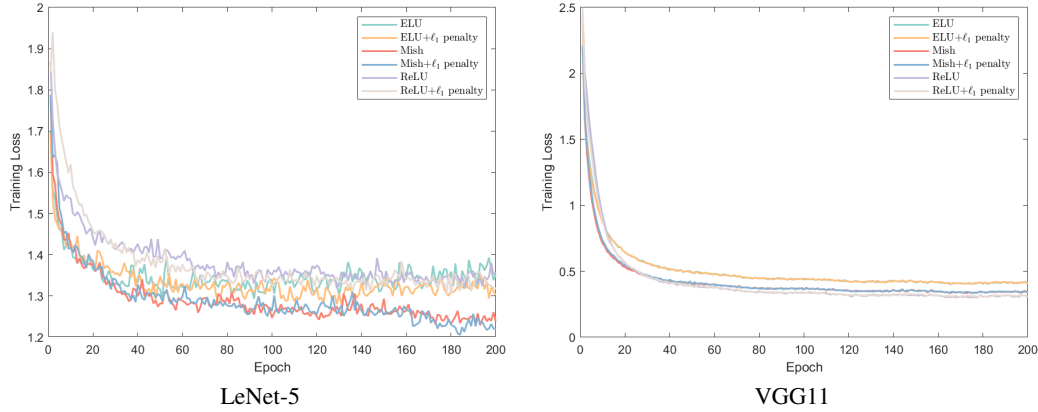 2
1.9
1.8
1.7
1.6
1.5
1.4
1.3
1.2
0 20 40 60 80 100 120 140 160 180 200
Training Loss
Epoch
ELU
ELU+ℓ₁ penalty
Mish
Mish+ℓ₁ penalty
ReLU
ReLU+ℓ₁ penalty
LeNet-5
2.5
2
1.5
1
0.5
0
0 20 40 60 80 100 120 140 160 180 200
Training Loss
Epoch
ELU
ELU+ℓ₁ penalty
Mish
Mish+ℓ₁ penalty
ReLU
ReLU+ℓ₁ penalty
VGG11